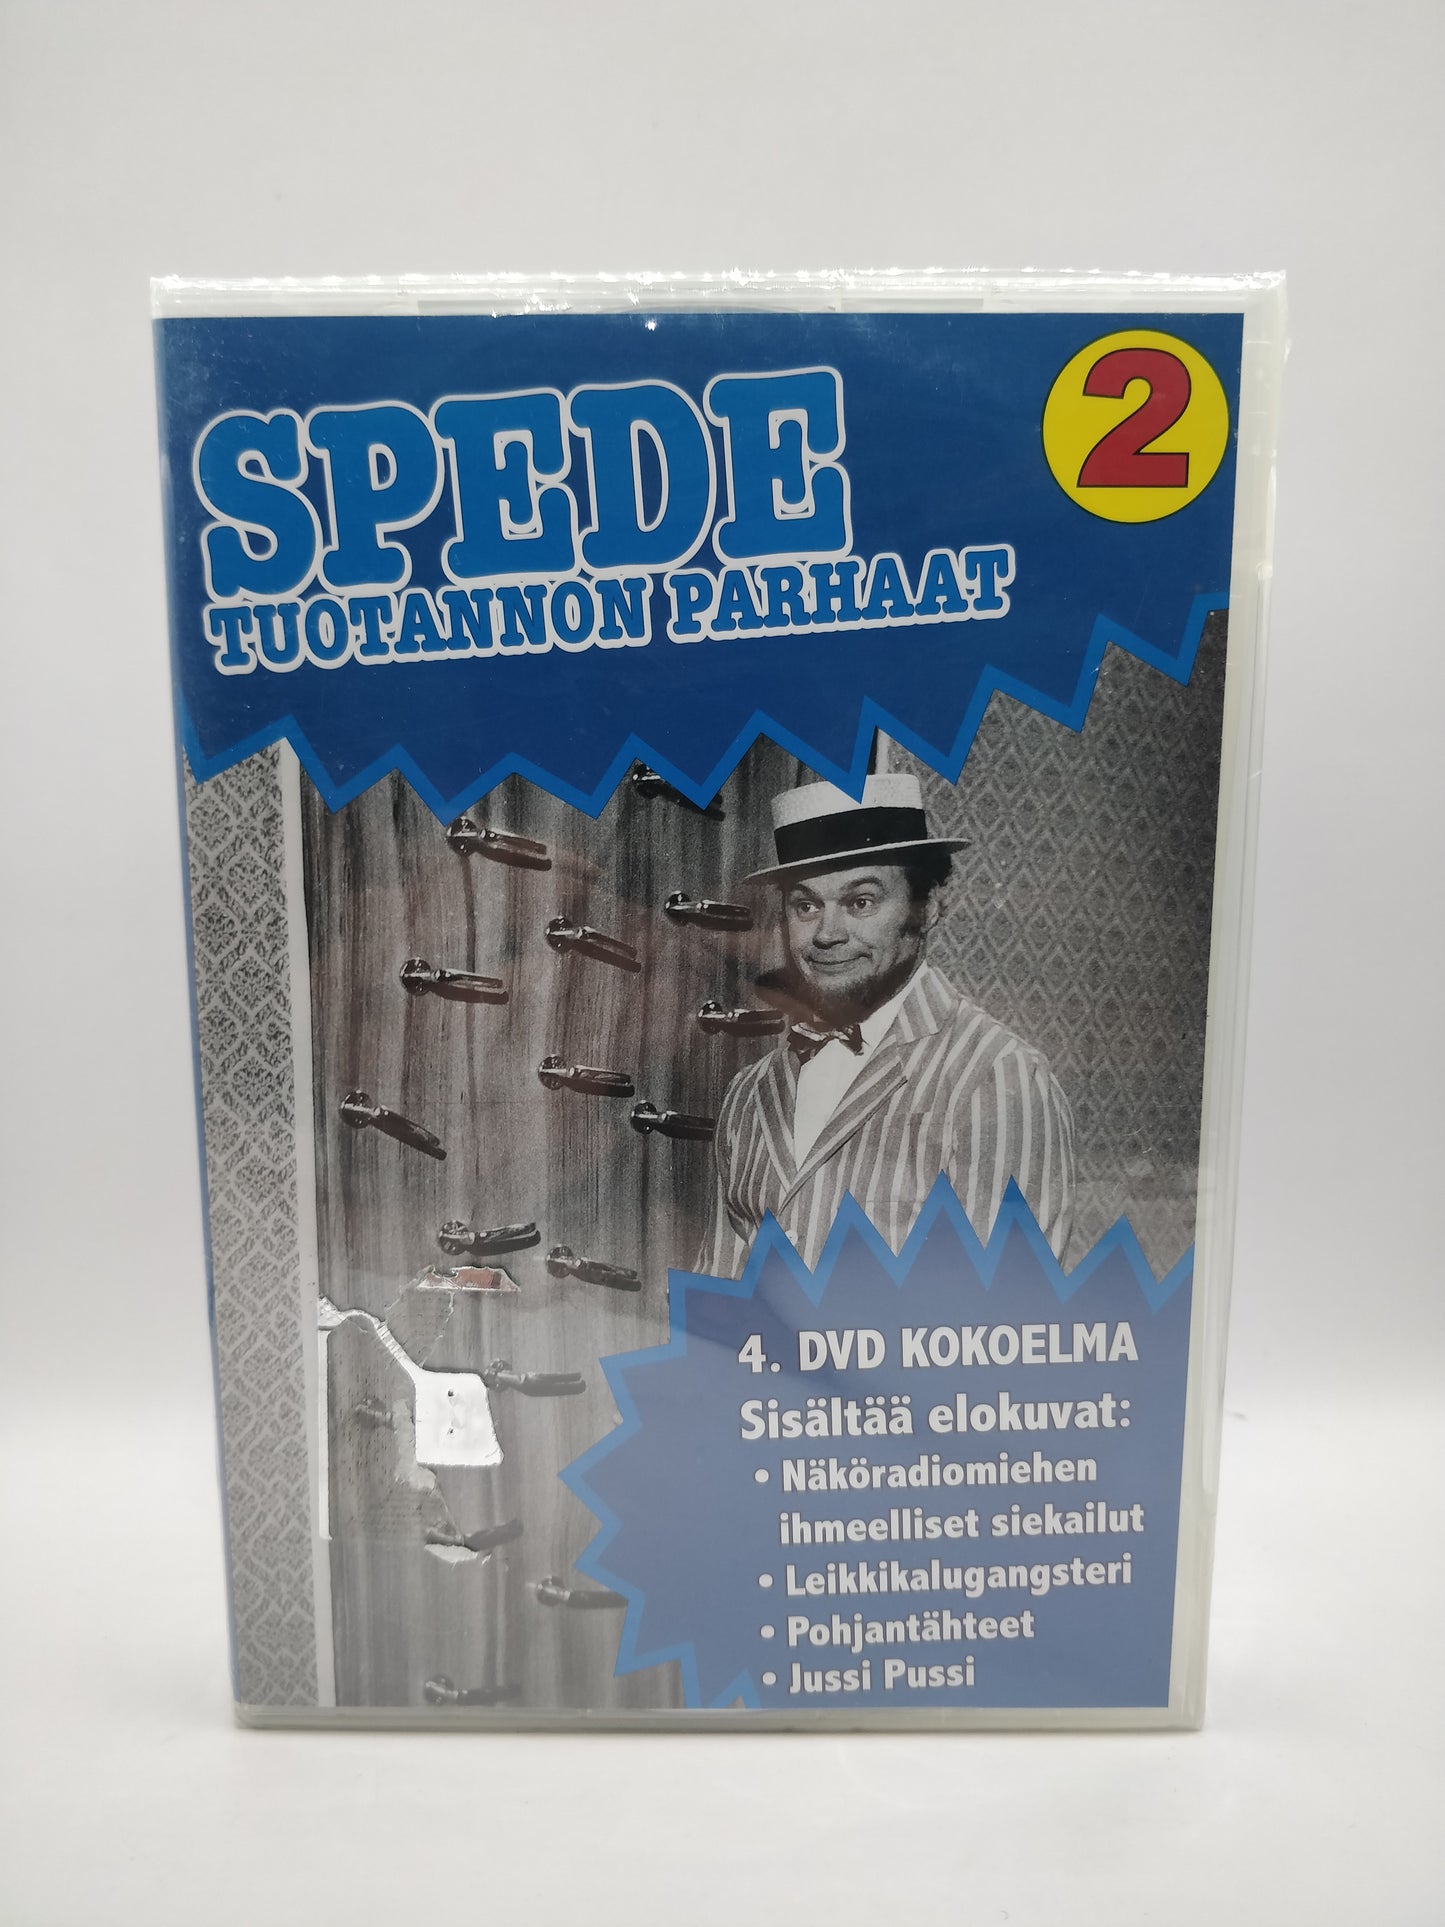 2
SPEDE
TUOTANNON PARHAAT
4. DVD KOKOELMA
Sisältää elokuvat:
• Näköradiomiehen
ihmeelliset siekailut
• Leikkikalugangsteri
• Pohjantähteet
• Jussi Pussi